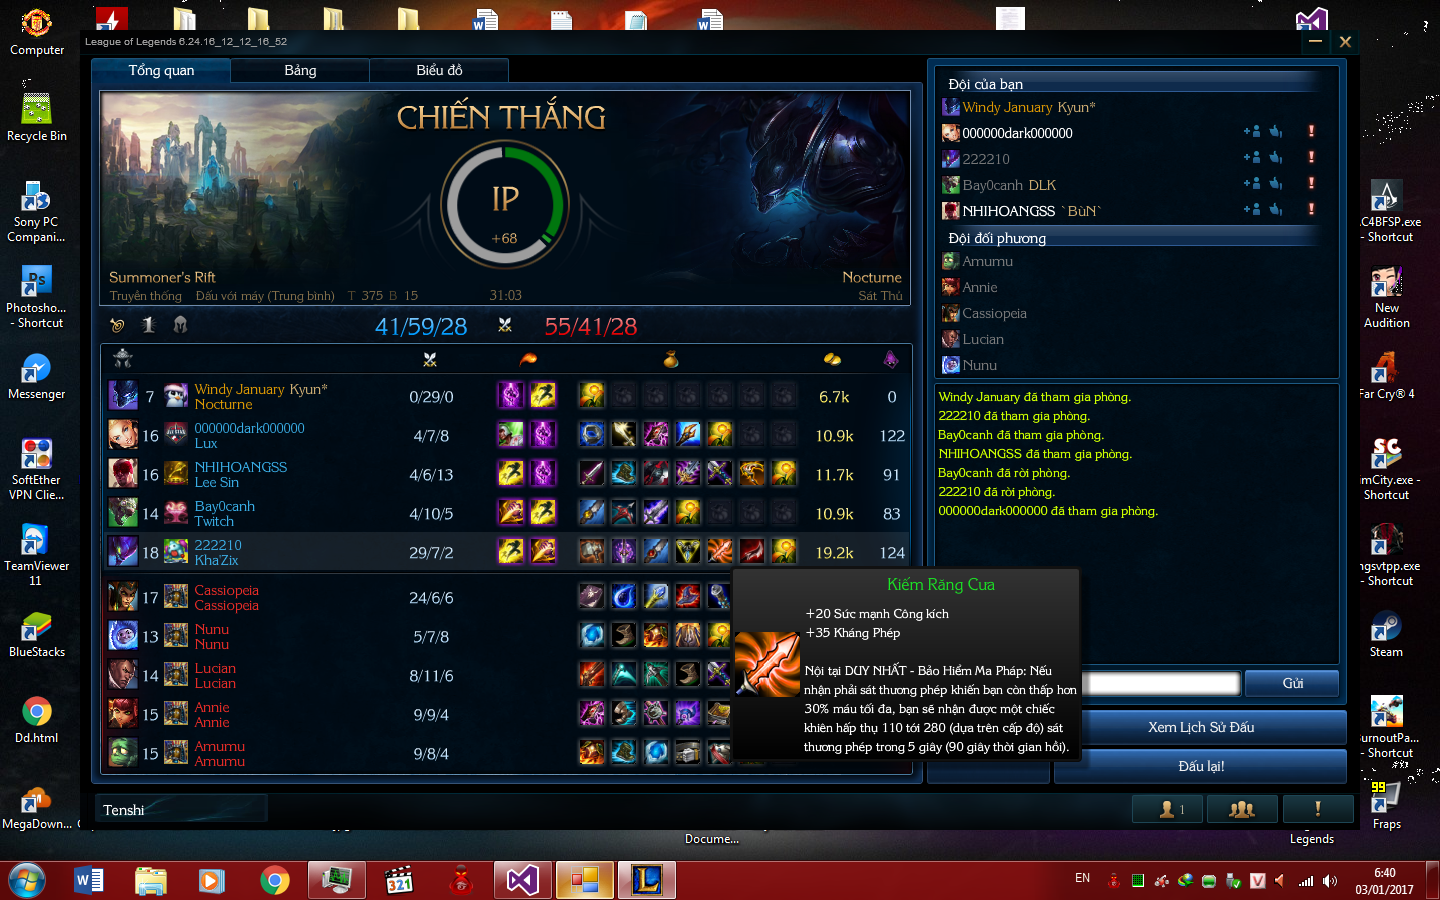 Computer
Recycle Bin
Sony PC
Compani...
Photosho...
- Shortcut
Messenger
SoftEther
VPN Clie...
TeamViewer
11
BlueStacks
Dd.html
MegaDown...
League of Legends 6.24.16_12_12_16_52
Tổng quan
Bảng
Biểu đồ
CHIẾN THẮNG
IP
+68
Summoner's Rift
Nocturne
Truyền thống Đấu với máy (Trung bình) T 375 B 15
31:03
Sát Thủ
1
41/59/28
55/41/28
7 Windy January Kyun* 0/29/0 6.7k 0
Nocturne
16 000000dark000000 4/7/8 10.9k 122
Lux
16 NHIHOANGSS 4/6/13 11.7k 91
Lee Sin
14 Bay0canh 4/10/5 10.9k 83
Twitch
18 222210 29/7/2 19.2k 124
Kha'Zix
17 Cassiopeia 24/6/6
Cassiopeia
13 Nunu 5/7/8
Nunu
14 Lucian 8/11/6
Lucian
15 Annie 9/9/4
Annie
15 Amumu 9/8/4
Amumu
Kiếm Răng Cưa
+20 Sức mạnh Công kích
+35 Kháng Phép
Nội tại DUY NHẤT - Bảo Hiểm Ma Pháp: Nếu
nhận phải sát thương phép khiến bạn còn thấp hơn
30% máu tối đa, bạn sẽ nhận được một chiếc
khiên hấp thụ 110 tới 280 (dựa trên cấp độ) sát
thương phép trong 5 giây (90 giây thời gian hồi).
Đội của bạn
Windy January Kyun*
000000dark000000
222210
Bay0canh DLK
NHIHOANGSS `BùN`
Đội đối phương
Amumu
Annie
Cassiopeia
Lucian
Nunu
Windy January đã tham gia phòng.
222210 đã tham gia phòng.
Bay0canh đã tham gia phòng.
NHIHOANGSS đã tham gia phòng.
Bay0canh đã rời phòng.
222210 đã rời phòng.
000000dark000000 đã tham gia phòng.
Gửi
Xem Lịch Sử Đấu
Đấu lại!
Tenshi
1
Docume...
Legends
C4BFSP.exe
- Shortcut
New
Audition
Far Cry® 4
imCity.exe -
Shortcut
ngsvtpp.exe
- Shortcut
Steam
urnoutPa...
- Shortcut
99
Fraps
321
EN
6:40
03/01/2017